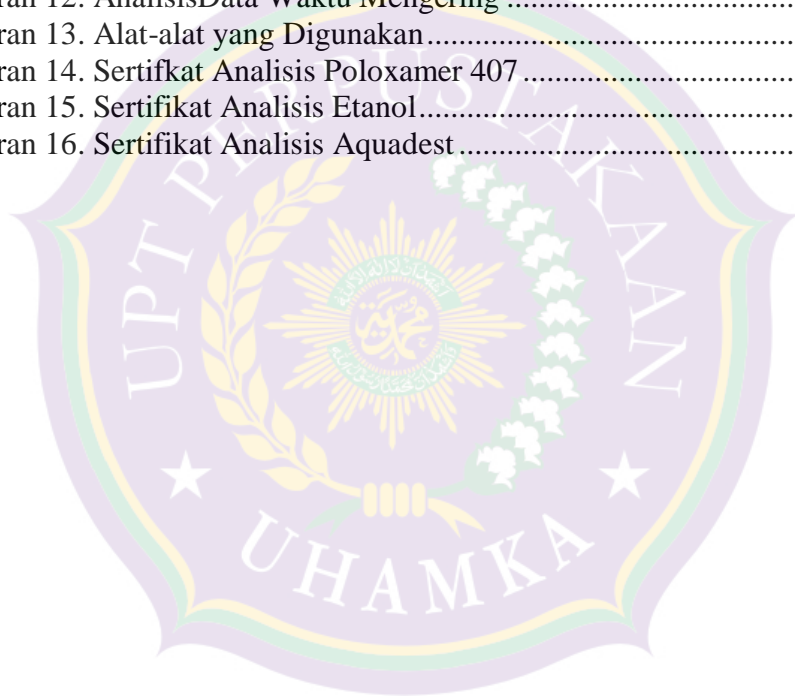 ran 12. AnalisisData Waktu Mengering ......................................
ran 13. Alat-alat yang Digunakan ................................................
ran 14. Sertifkat Analisis Poloxamer 407 ....................................
ran 15. Sertifikat Analisis Etanol .................................................
ran 16. Sertifikat Analisis Aquadest ............................................
UPT PERPUSTAKAAN
UHAMKA